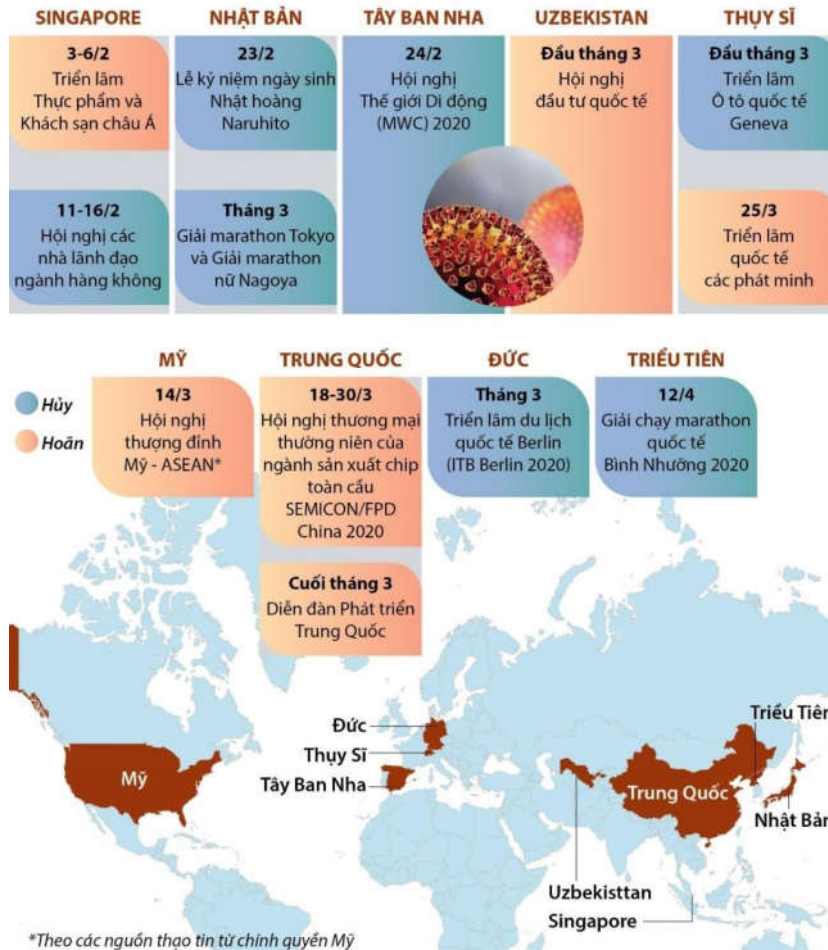 SINGAPORE
3-6/2
Triển lãm
Thực phẩm và
Khách sạn châu Á
11-16/2
Hội nghị các
nhà lãnh đạo
ngành hàng không
NHẬT BẢN
23/2
Lễ kỷ niệm ngày sinh
Nhật hoàng
Naruhito
Tháng 3
Giải marathon Tokyo
và Giải marathon
nữ Nagoya
TÂY BAN NHA
24/2
Hội nghị
Thế giới Di động
(MWC) 2020
UZBEKISTAN
Đầu tháng 3
Hội nghị
đầu tư quốc tế
THỤY SĨ
Đầu tháng 3
Triển lãm
Ô tô quốc tế
Geneva
25/3
Triển lãm
quốc tế
các phát minh
Hủy
Hoãn
MỸ
14/3
Hội nghị
thượng đỉnh
Mỹ - ASEAN*
TRUNG QUỐC
18-30/3
Hội nghị thương mại
thường niên của
ngành sản xuất chip
toàn cầu
SEMICON/FPD
China 2020
Cuối tháng 3
Diễn đàn Phát triển
Trung Quốc
ĐỨC
Tháng 3
Triển lãm du lịch
quốc tế Berlin
(ITB Berlin 2020)
TRIỀU TIÊN
12/4
Giải chạy marathon
quốc tế
Bình Nhưỡng 2020
Triều Tiên
Đức
Thụy Sĩ
Mỹ
Tây Ban Nha
Trung Quốc
Nhật Bản
Uzbekisttan
Singapore
*Theo các nguồn thạo tin từ chính quyền Mỹ